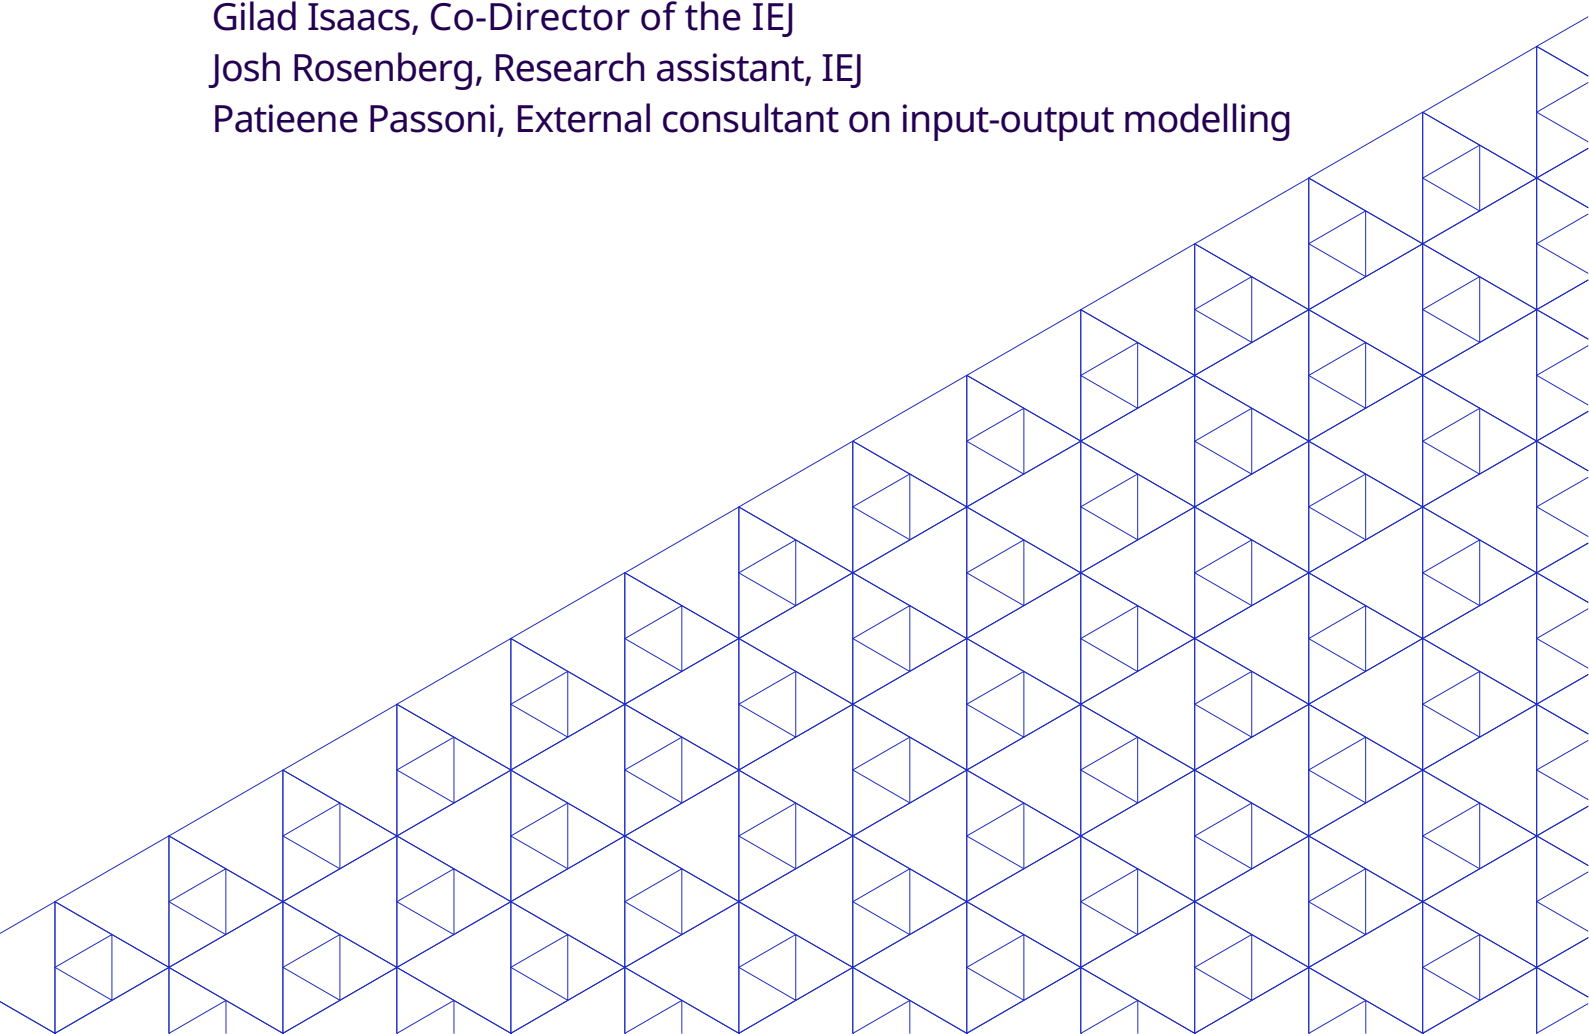 Gilad Isaacs, Co-Director of the IEJ
Josh Rosenberg, Research assistant, IEJ
Patieene Passoni, External consultant on input-output modelling